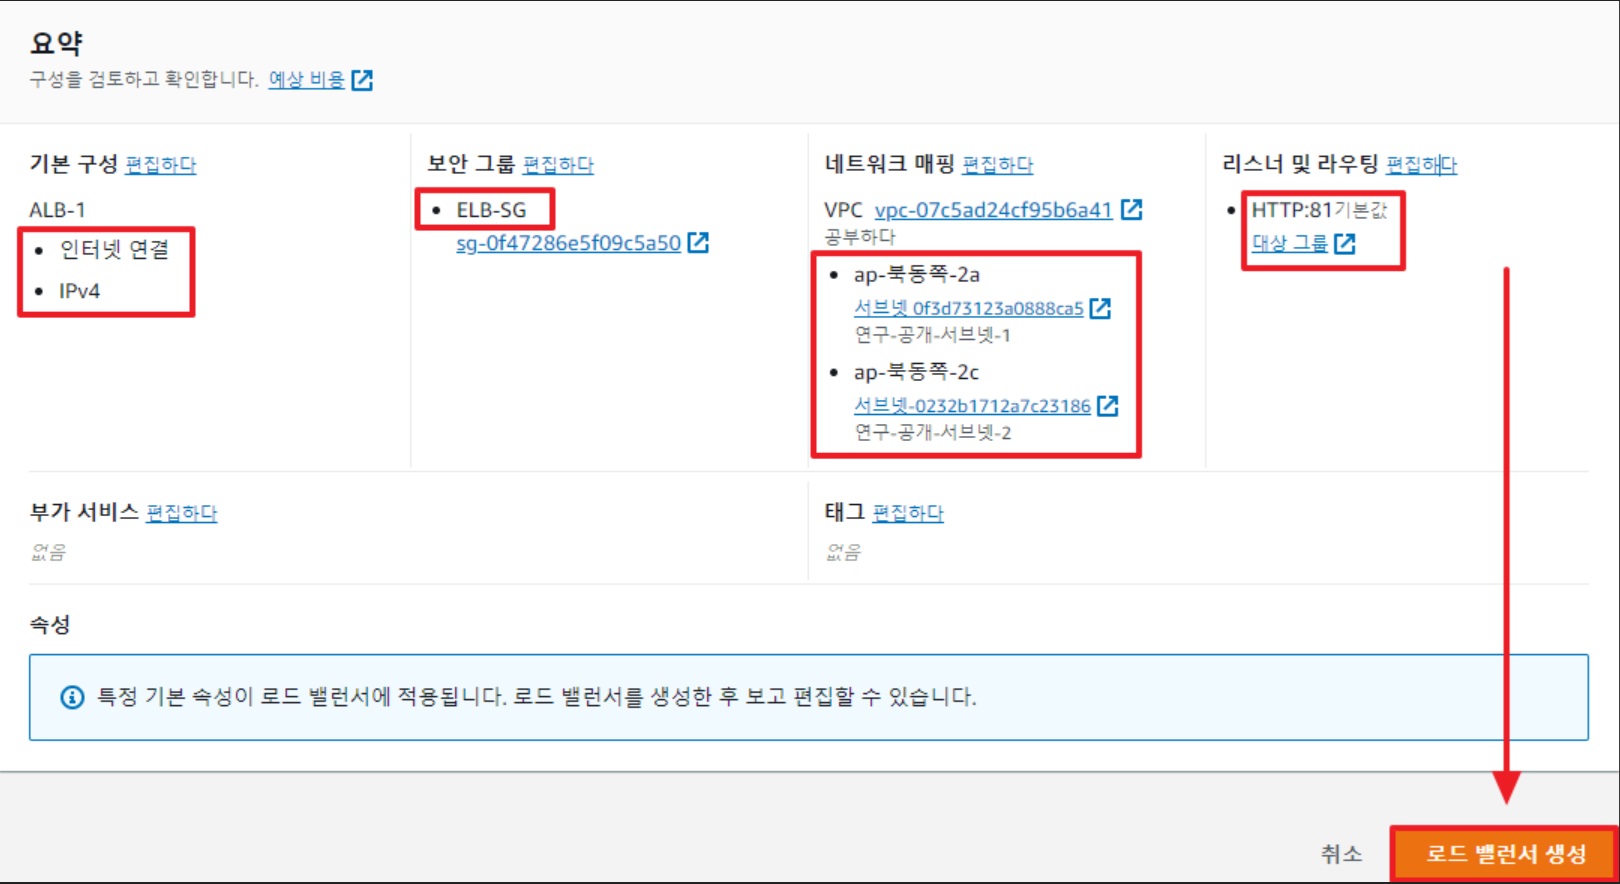 요약
구성을 검토하고 확인합니다. 예상 비용
기본 구성 편집하다
ALB-1
• 인터넷 연결
• IPv4
보안 그룹 편집하다
• ELB-SG
sg-0f47286e5f09c5a50
네트워크 매핑 편집하다
VPC vpc-07c5ad24cf95b6a41
공부하다
• ap-북동쪽-2a
서브넷 0f3d73123a0888ca5
연구-공개-서브넷-1
• ap-북동쪽-2c
서브넷-0232b1712a7c23186
연구-공개-서브넷-2
리스너 및 라우팅 편집하다
• HTTP:81기본값
대상 그룹
부가 서비스 편집하다
없음
태그 편집하다
없음
속성
특정 기본 속성이 로드 밸런서에 적용됩니다. 로드 밸런서를 생성한 후 보고 편집할 수 있습니다.
취소
로드 밸런서 생성